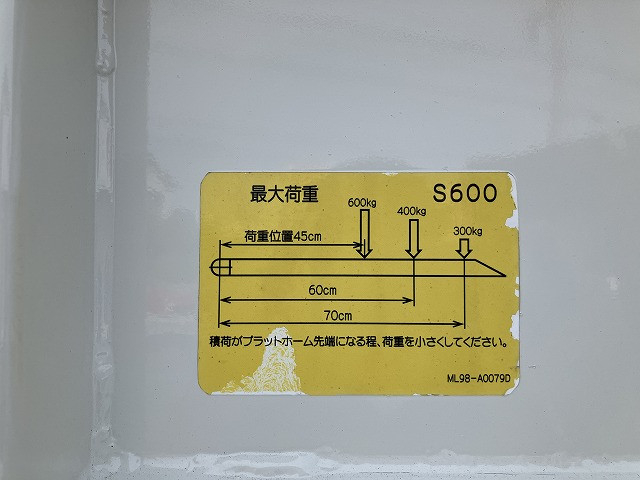 最大荷重 S600
600kg
400kg
300kg
荷重位置45cm
60cm
70cm
積荷がプラットホーム先端になる程、荷重を小さくしてください。
ML98-A0079D